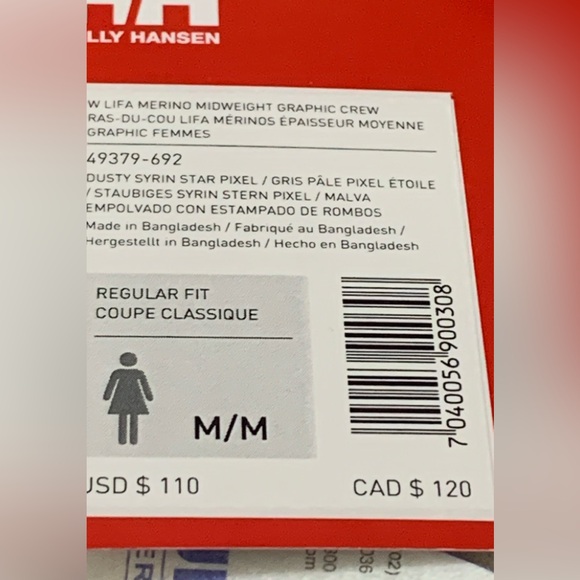 LLY HANSEN
W LIFA MERINO MIDWEIGHT GRAPHIC CREW
RAS-DU-COU LIFA MÉRINOS ÉPAISSEUR MOYENNE
GRAPHIC FEMMES
49379-692
DUSTY SYRIN STAR PIXEL / GRIS PÂLE PIXEL ÉTOILE
/ STAUBIGES SYRIN STERN PIXEL / MALVA
EMPOLVADO CON ESTAMPADO DE ROMBOS
Made in Bangladesh / Fabriqué au Bangladesh /
Hergestellt in Bangladesh / Hecho en Bangladesh
REGULAR FIT
COUPE CLASSIQUE
M/M
7040056900308
USD $ 110
CAD $ 120